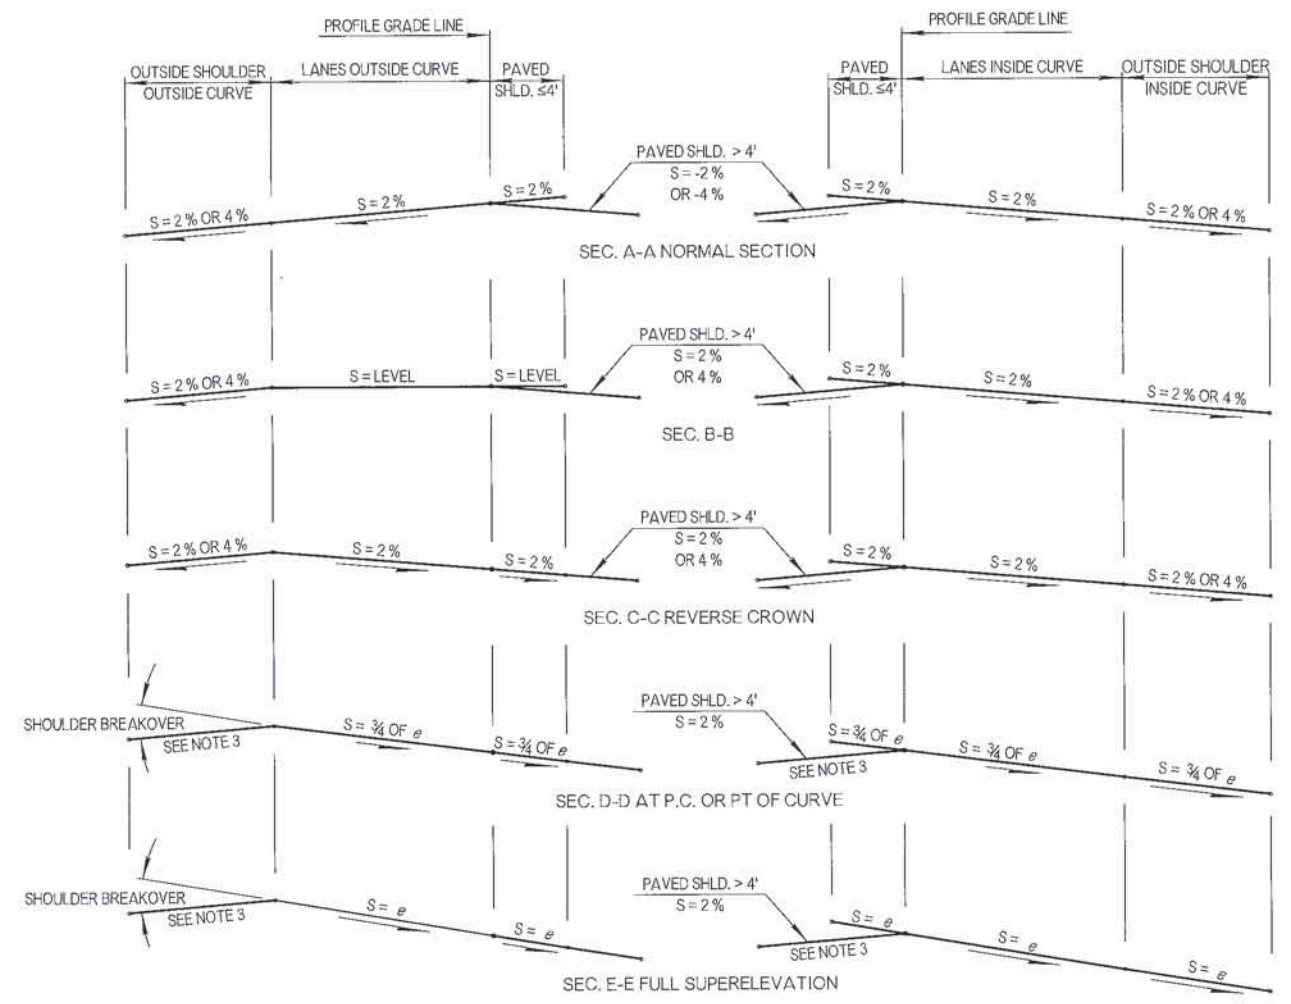 PROFILE GRADE LINE
PROFILE GRADE LINE
OUTSIDE SHOULDER
OUTSIDE CURVE
LANES OUTSIDE CURVE
PAVED
SHLD. ≤4'
PAVED
SHLD. ≤4'
LANES INSIDE CURVE
OUTSIDE SHOULDER
INSIDE CURVE
PAVED SHLD. > 4'
S = -2 %
OR -4 %
S = 2 % OR 4 %
S = 2 %
S = 2 %
S = 2 %
S = 2 %
S = 2 % OR 4 %
SEC. A-A NORMAL SECTION
PAVED SHLD. > 4'
S = 2 %
OR 4 %
S = 2 % OR 4 %
S = LEVEL
S = LEVEL
S = 2 %
S = 2 %
S = 2 % OR 4 %
SEC. B-B
PAVED SHLD. > 4'
S = 2 %
OR 4 %
S = 2 % OR 4 %
S = 2 %
S = 2 %
S = 2 %
S = 2 %
S = 2 % OR 4 %
SEC. C-C REVERSE CROWN
PAVED SHLD. > 4'
S = 2 %
SHOULDER BREAKOVER
SEE NOTE 3
S = ¾ OF e
S = ¾ OF e
S = ¾ OF e
SEE NOTE 3
S = ¾ OF e
S = ¾ OF e
SEC. D-D AT P.C. OR PT OF CURVE
PAVED SHLD. > 4'
S = 2 %
SHOULDER BREAKOVER
SEE NOTE 3
S = e
S = e
S = e
SEE NOTE 3
S = e
S = e
SEC. E-E FULL SUPERELEVATION